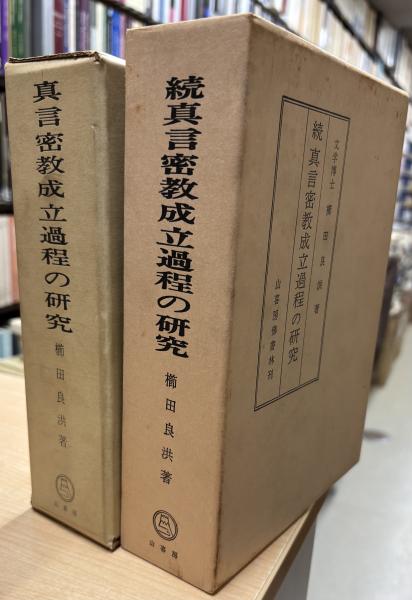 真言密教成立過程の研究
櫛田良洪著
山喜房
続真言密教成立過程の研究
櫛田良洪著
山喜房
文学博士 櫛田良洪著
続 真言密教成立過程の研究
山喜房佛書林刊